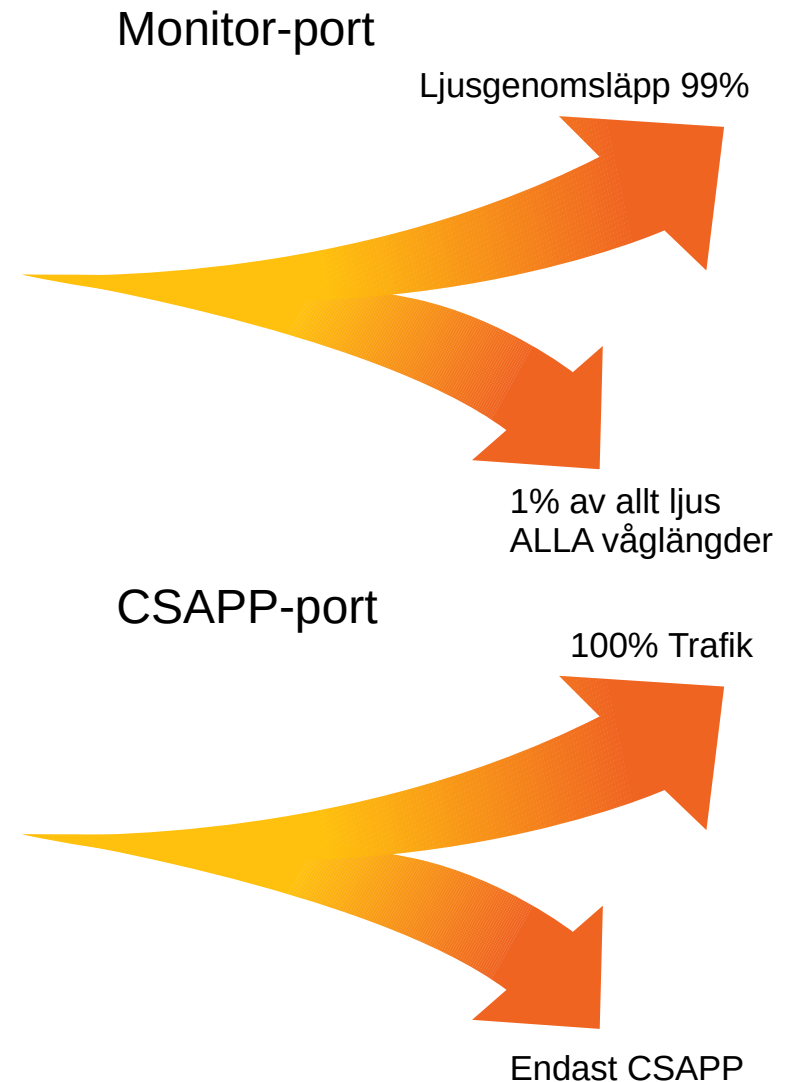 Monitor-port
Ljusgenomsläpp 99%
1% av allt ljus
ALLA våglängder
CSAPP-port
100% Trafik
Endast CSAPP